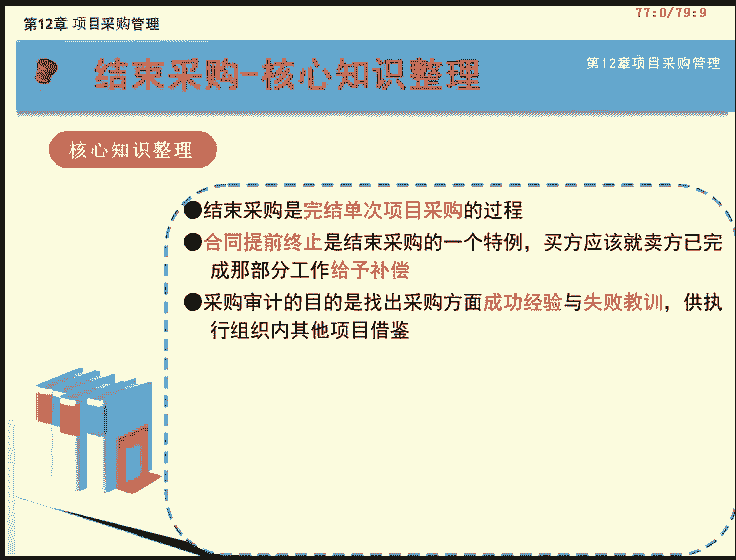 77:0/79:9
第12章 项目采购管理
结束采购-核心知识整理
第12章项目采购管理
核心知识整理
●结束采购是完结单次项目采购的过程
●合同提前终止是结束采购的一个特例，买方应该就卖方已完
成那部分工作给予补偿
●采购审计的目的是找出采购方面成功经验与失败教训，供执
行组织内其他项目借鉴